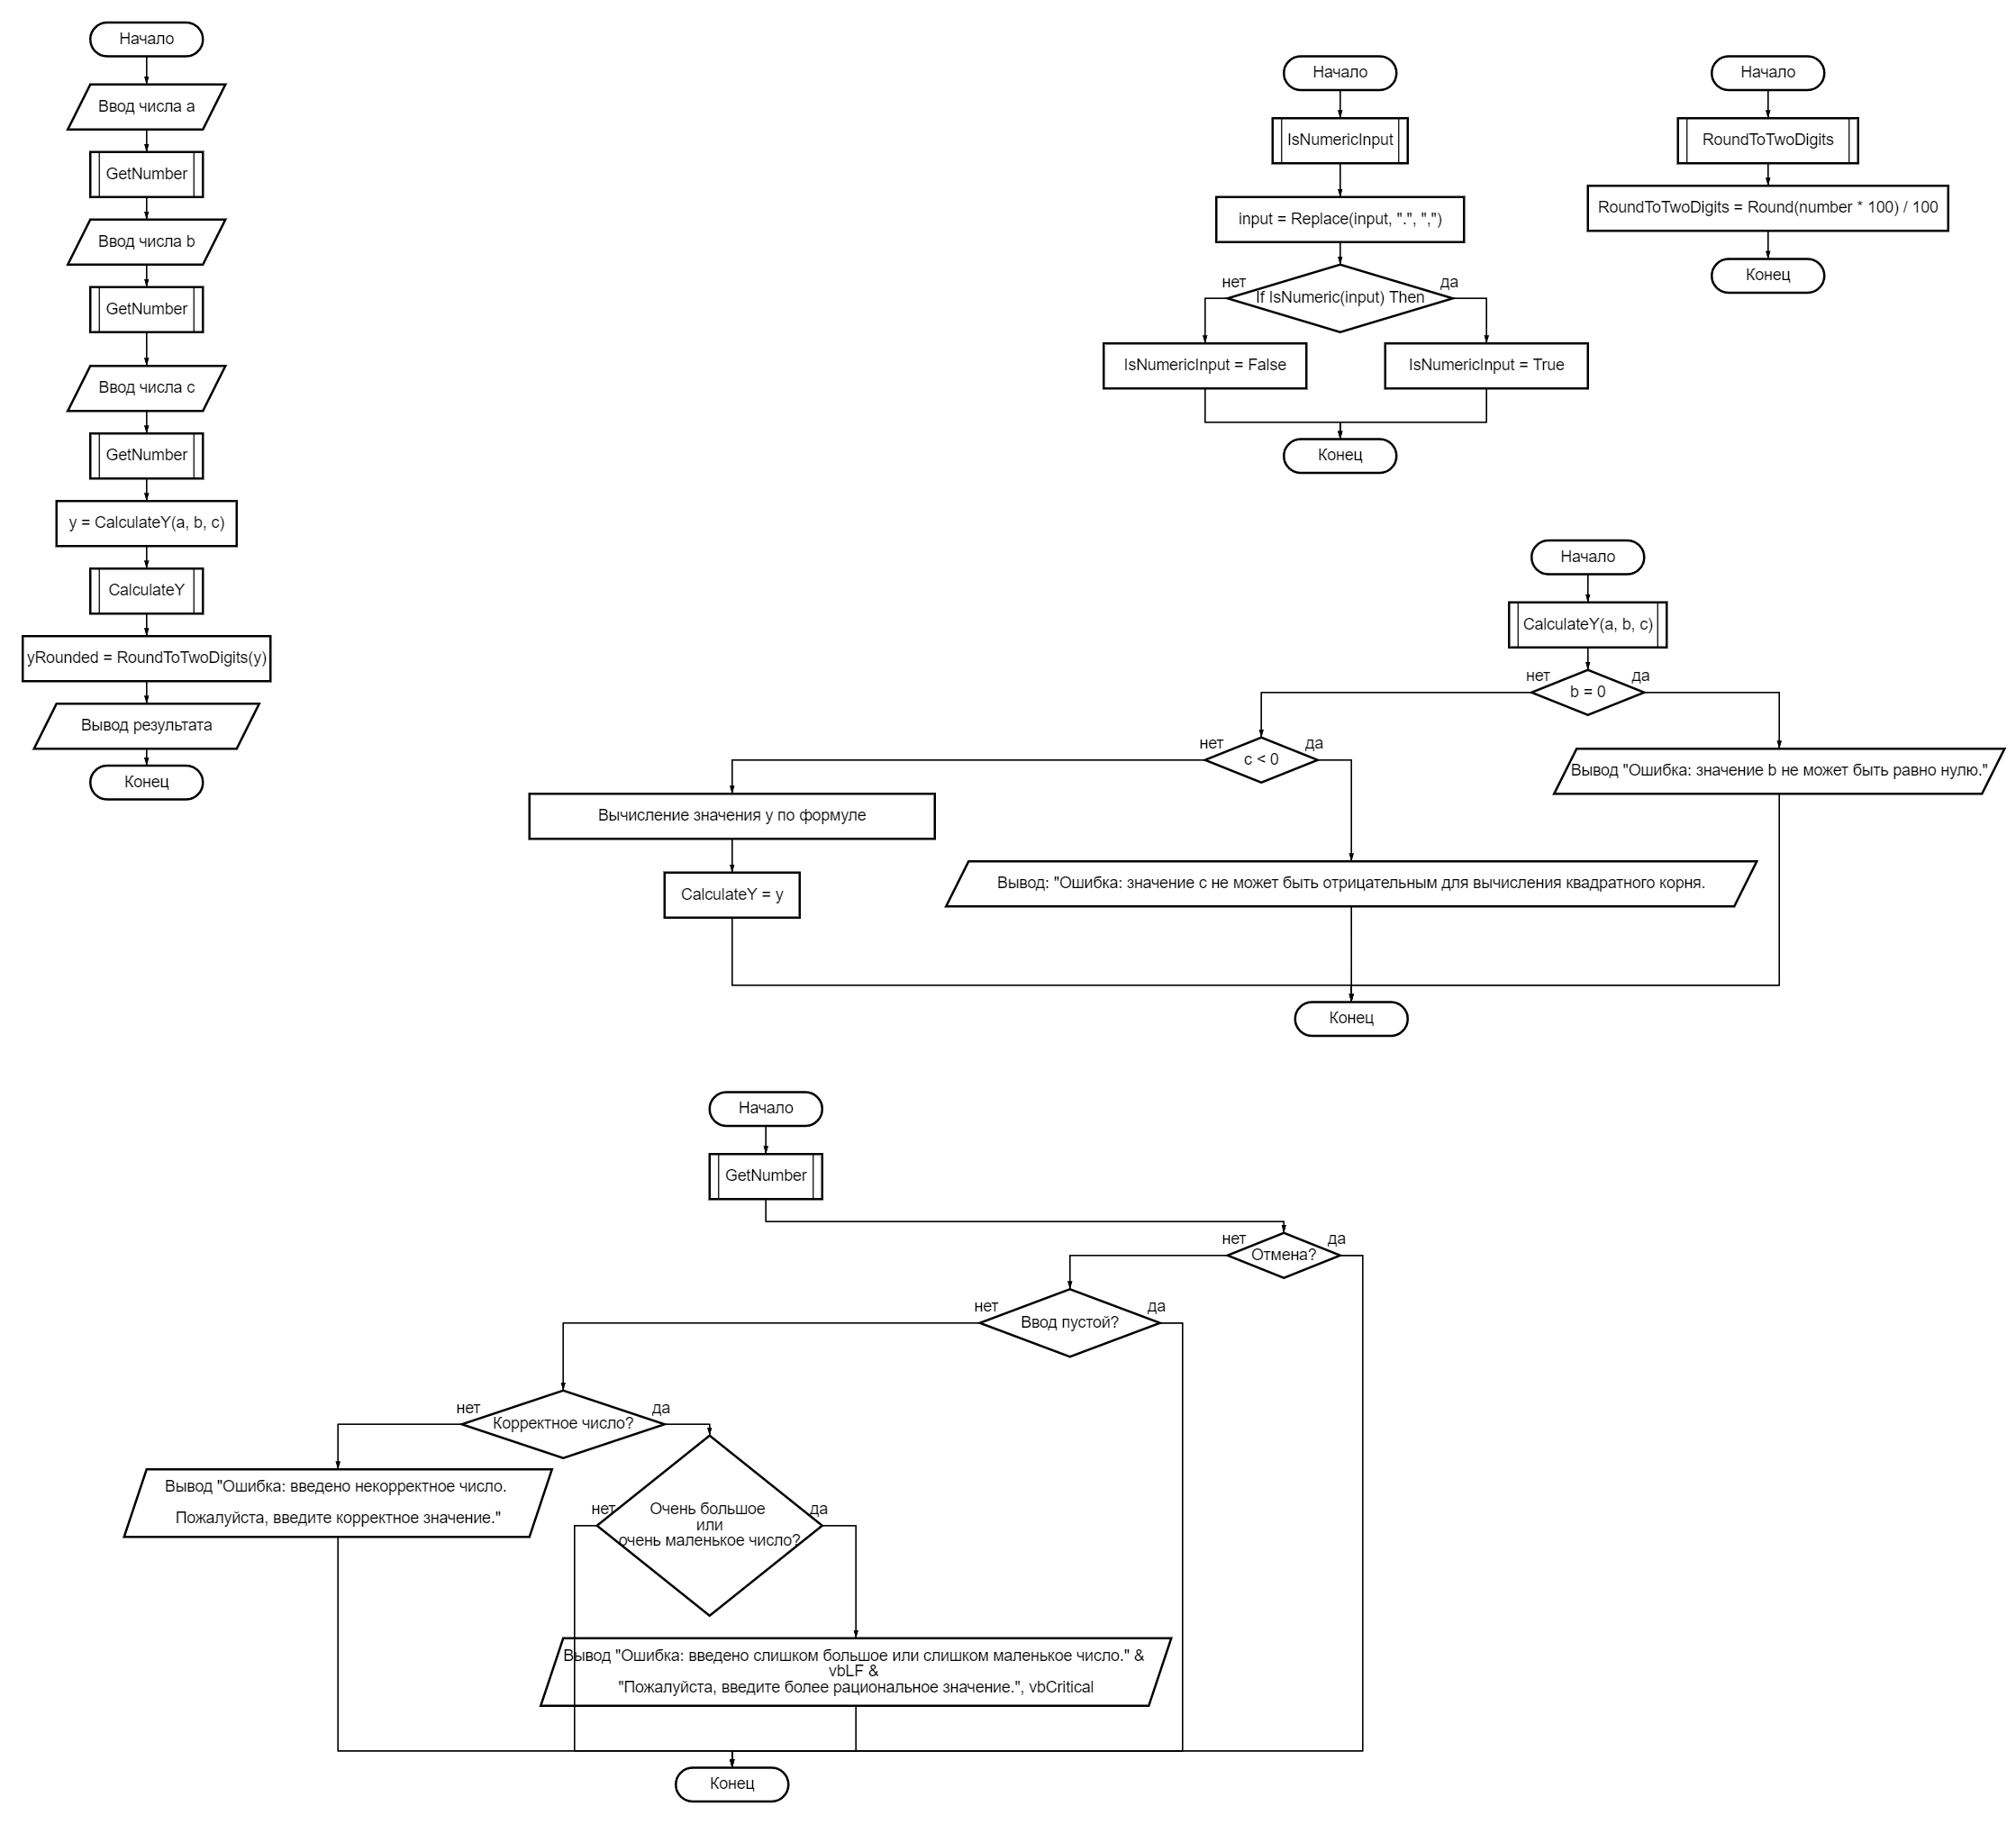 Начало
Ввод числа a
GetNumber
Ввод числа b
GetNumber
Ввод числа c
GetNumber
y = CalculateY(a, b, c)
CalculateY
yRounded = RoundToTwoDigits(y)
Вывод результата
Конец
Начало
IsNumericInput
input = Replace(input, ".", ",")
нет
да
If IsNumeric(input) Then
IsNumericInput = False
IsNumericInput = True
Конец
Начало
RoundToTwoDigits
RoundToTwoDigits = Round(number * 100) / 100
Конец
Начало
CalculateY(a, b, c)
нет
да
b = 0
нет
да
c < 0
Вывод "Ошибка: значение b не может быть равно нулю."
Вычисление значения y по формуле
CalculateY = y
Вывод: "Ошибка: значение c не может быть отрицательным для вычисления квадратного корня.
Конец
Начало
GetNumber
нет
да
Отмена?
нет
да
Ввод пустой?
нет
да
Корректное число?
Вывод "Ошибка: введено некорректное число.
Пожалуйста, введите корректное значение."
нет
да
Очень большое
или
очень маленькое число?
Вывод "Ошибка: введено слишком большое или слишком маленькое число." &
vbLF &
"Пожалуйста, введите более рациональное значение.", vbCritical
Конец